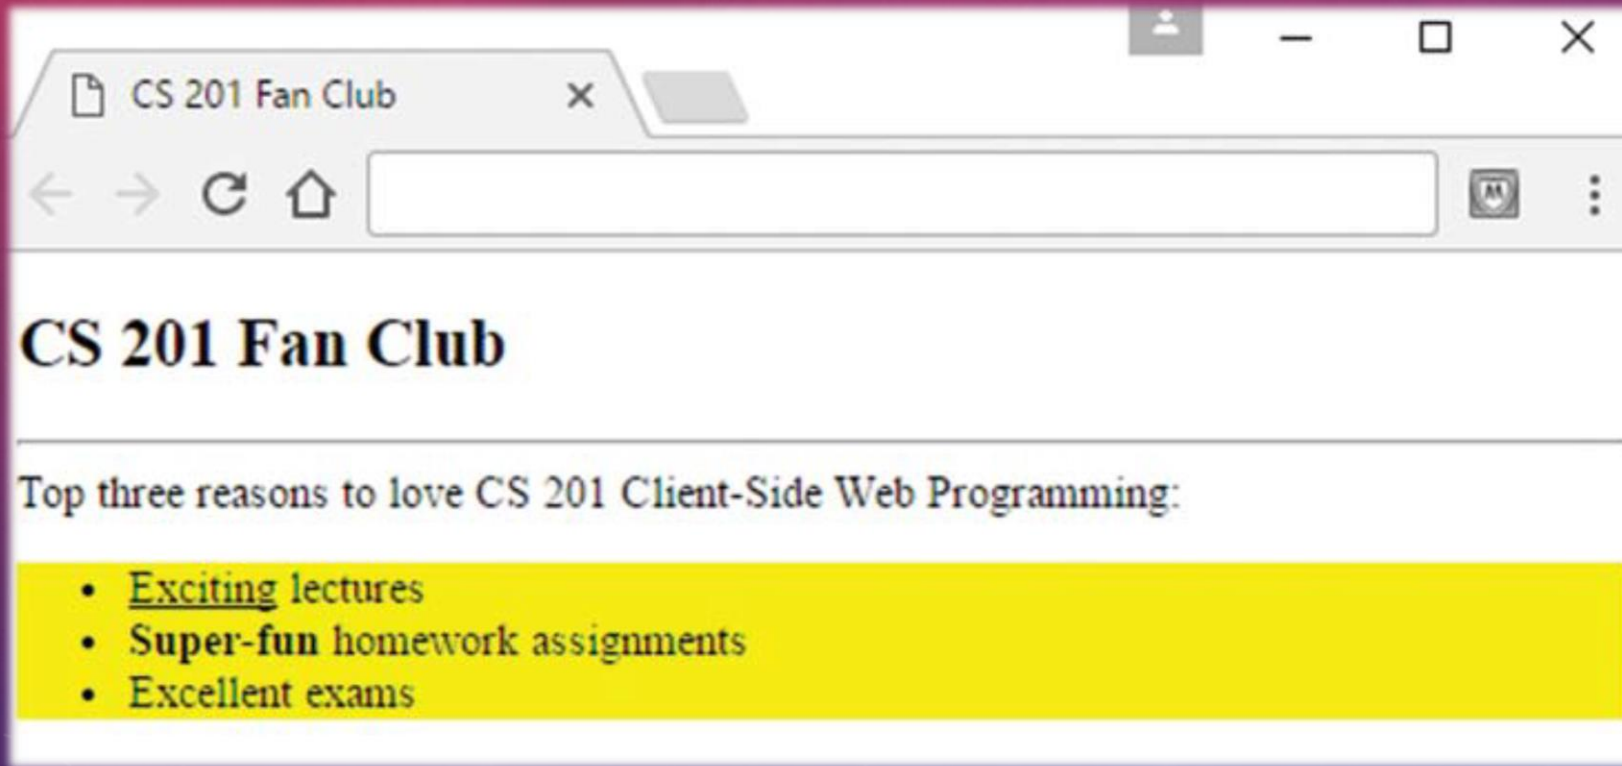 CS 201 Fan Club
CS 201 Fan Club
Top three reasons to love CS 201 Client-Side Web Programming:
• Exciting lectures
• Super-fun homework assignments
• Excellent exams